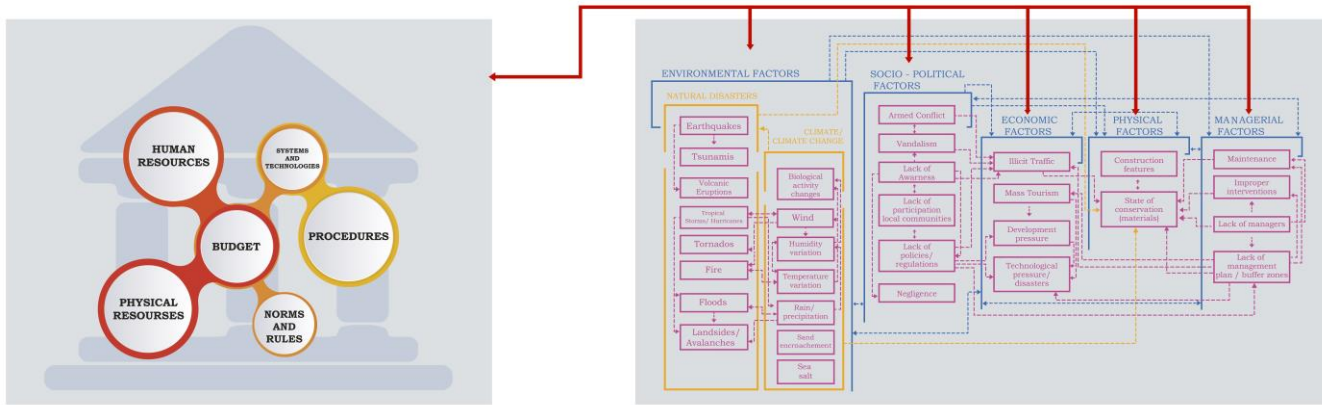 HUMAN
RESOURCES
SYSTEMS
AND
TECHNOLOGIES
BUDGET
PROCEDURES
PHYSICAL
RESOURSES
NORMS
AND
RULES
ENVIRONMENTAL FACTORS
NATURAL DISASTERS
Earthquakes
Tsunamis
Volcanic
Eruptions
Tropical
Norms/ Hurricanes
Tornados
Fire
Floods
Landsides/
Avalanches
CLIMATE/
CLIMATE CHANGE
Biological
activity
changes
Wind
Humidity
variation
Temperature
variation
Rain/
precipitation
Sand
encroachement
Sea
salt
SOCIO – POLITICAL
FACTORS
Armed Conflict
Vandalism
Lack of
Awarness
Lack of
participation
local communities
Lack of
policies/
regulations
Negligence
ECONOMIC
FACTORS
Illicit Traffic
Mass Tourism
Development
pressure
Technological
pressure/
disasters
PHYSICAL
FACTORS
Construction
features
State of
conservation
(materials)
MANAGERIAL
FACTORS
Maintenance
Improper
interventions
Lack of managers
Lack of
management
plan / buffer zones